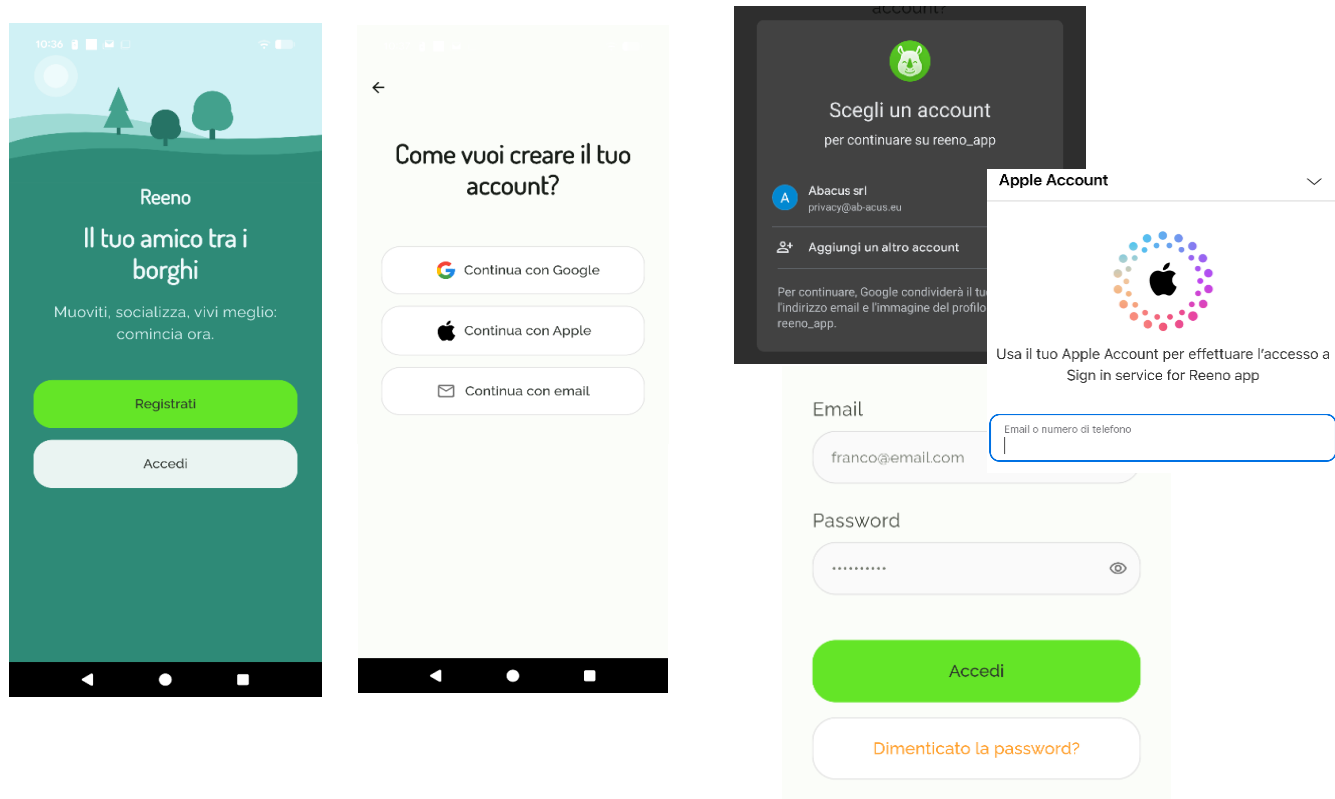 10:36
Reeno
Il tuo amico tra i
borghi
Muoviti, socializza, vivi meglio:
comincia ora.
Registrati
Accedi
Come vuoi creare il tuo
account?
Continua con Google
Continua con Apple
Continua con email
account?
Scegli un account
per continuare su reeno_app
A
Abacus srl
privacy@ab-acus.eu
Aggiungi un altro account
Per continuare, Google condividerà il
l'indirizzo email e l'immagine del profilo
reeno_app.
Apple Account
Usa il tuo Apple Account per effettuare l'accesso a
Sign in service for Reeno app
Email o numero di telefono
Email
franco@email.com
Password
Accedi
Dimenticato la password?